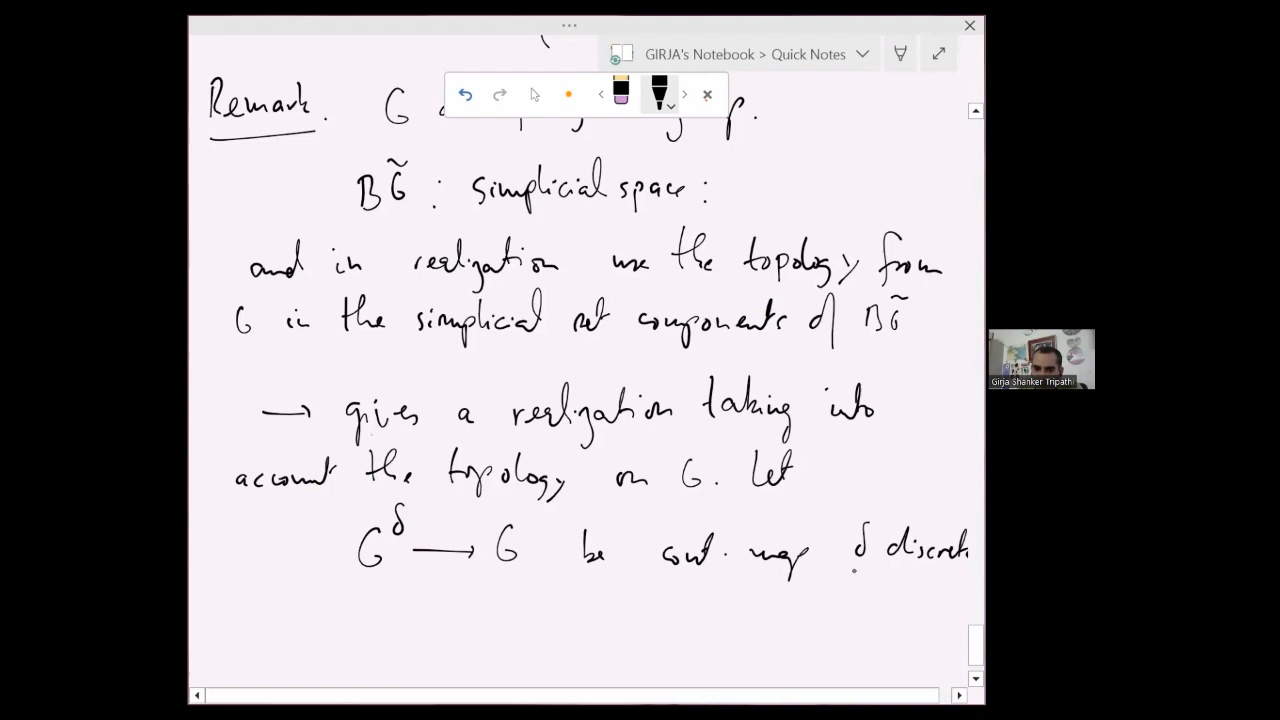 GIRJA's Notebook > Quick Notes
Remark. G
BG̃ : simplicial space :
and in realization use the topology from
G in the simplicial set components of BG̃
→ gives a realization taking into
account the topology on G. Let
G^δ → G be cont. map δ discrete
Girja Shanker Tripathi